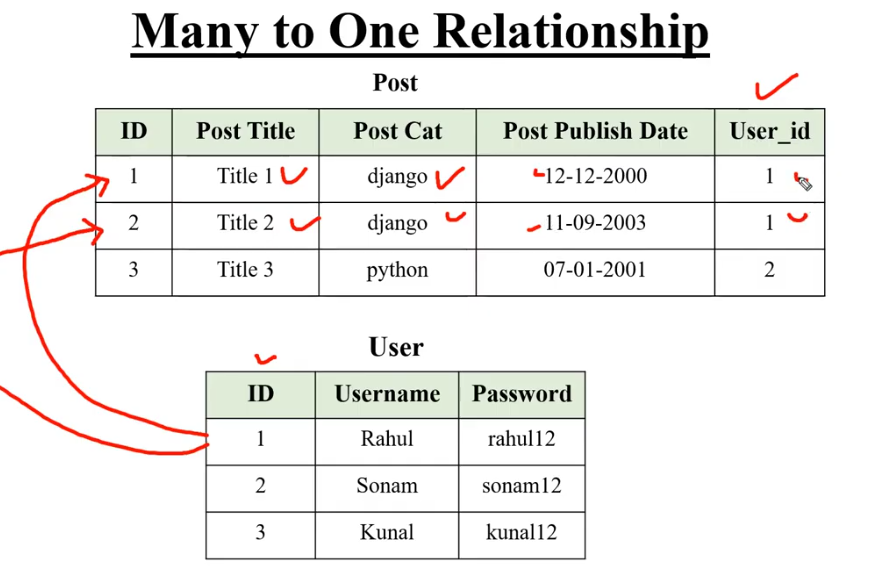 Many to One Relationship
Post
ID Post Title Post Cat Post Publish Date User_id
1 Title 1 django 12-12-2000 1
2 Title 2 django 11-09-2003 1
3 Title 3 python 07-01-2001 2
User
ID Username Password
1 Rahul rahul12
2 Sonam sonam12
3 Kunal kunal12